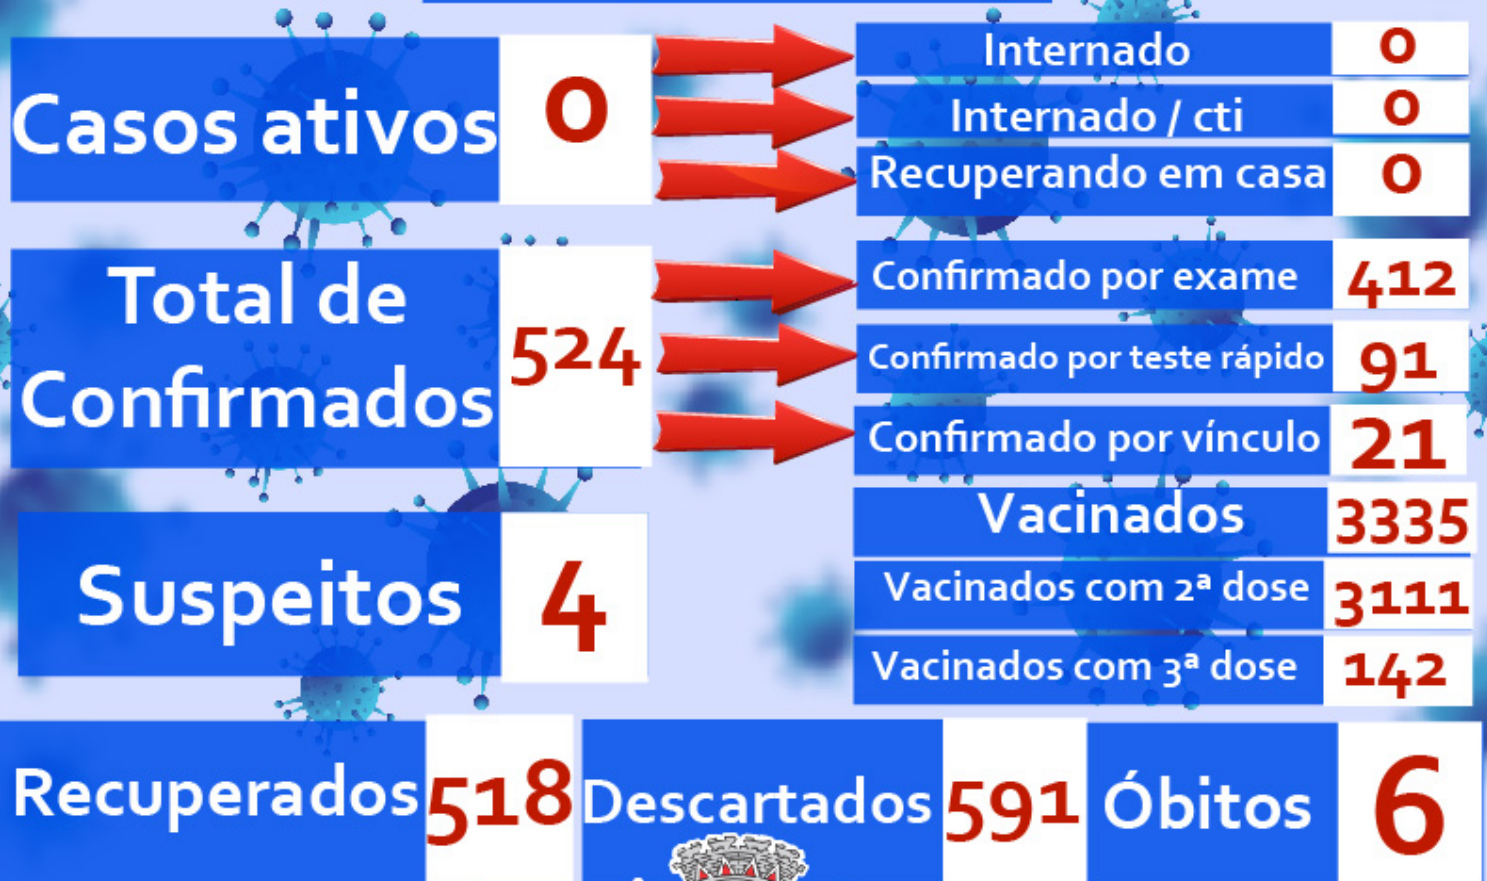 Casos ativos 0
Internado 0
Internado / cti 0
Recuperando em casa 0
Total de
Confirmados 524
Confirmado por exame 412
Confirmado por teste rápido 91
Confirmado por vínculo 21
Suspeitos 4
Vacinados 3335
Vacinados com 2ª dose 3111
Vacinados com 3ª dose 142
Recuperados 518
Descartados 591
Óbitos 6